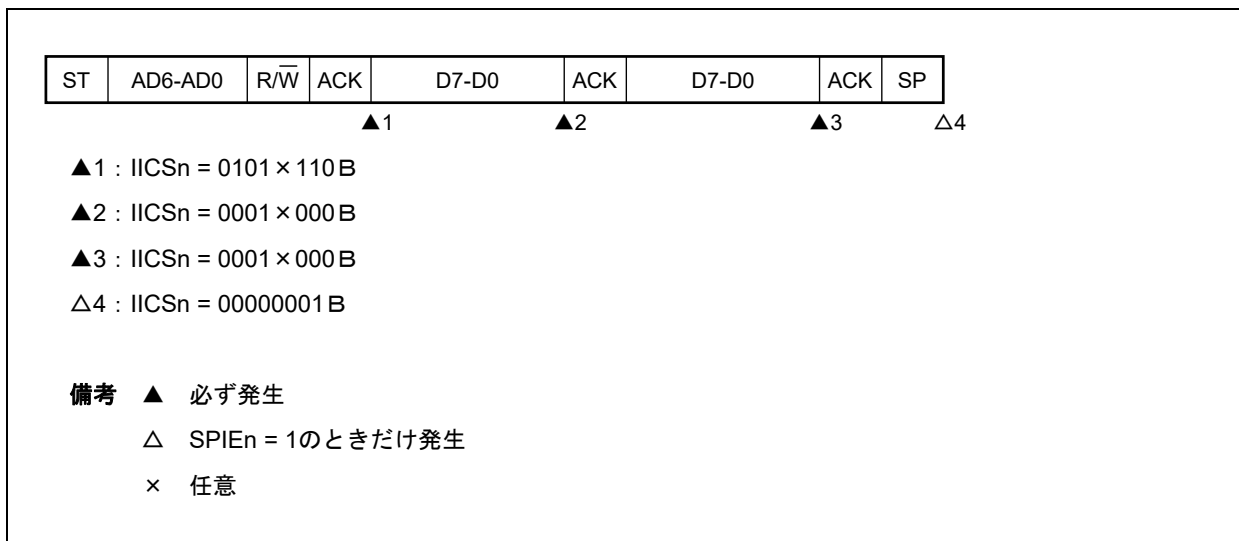 ST AD6-AD0 R/W̅ ACK D7-D0 ACK D7-D0 ACK SP
▲1 ▲2 ▲3 △4
▲1：IICSn = 0101×110B
▲2：IICSn = 0001×000B
▲3：IICSn = 0001×000B
△4：IICSn = 00000001B
備考 ▲ 必ず発生
△ SPIEn = 1のときだけ発生
× 任意